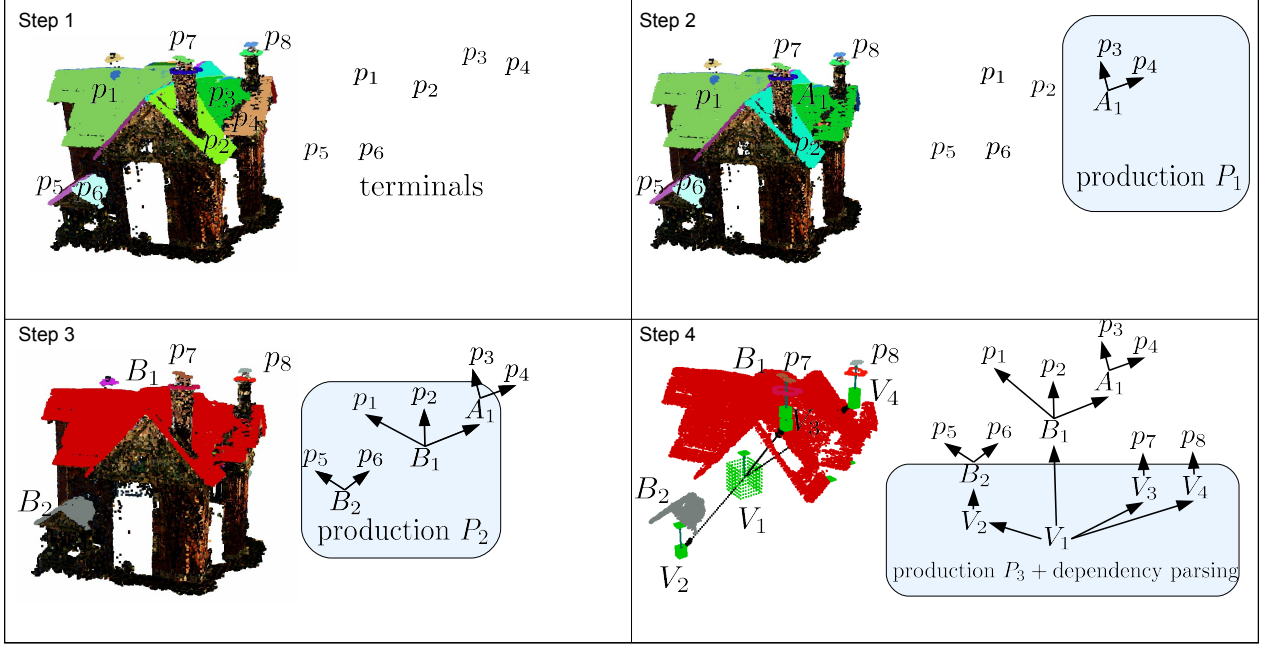 Step 1
p7
p8
p1
p3
p4
p2
p5
p6
p3
p4
p1
p2
p5
p6
terminals
Step 2
p7
p8
p1
A1
p2
p5
p6
p1
p2
p5
p6
p3
p4
A1
production P1
Step 3
B1
p7
p8
B2
p3
p4
p1
p2
A1
B1
p5
p6
B2
production P2
Step 4
B1
p7
p8
V4
V3
B2
V1
V2
p3
p4
p1
p2
A1
B1
p5
p6
p7
p8
B2
V3
V4
V2
V1
production P3 + dependency parsing